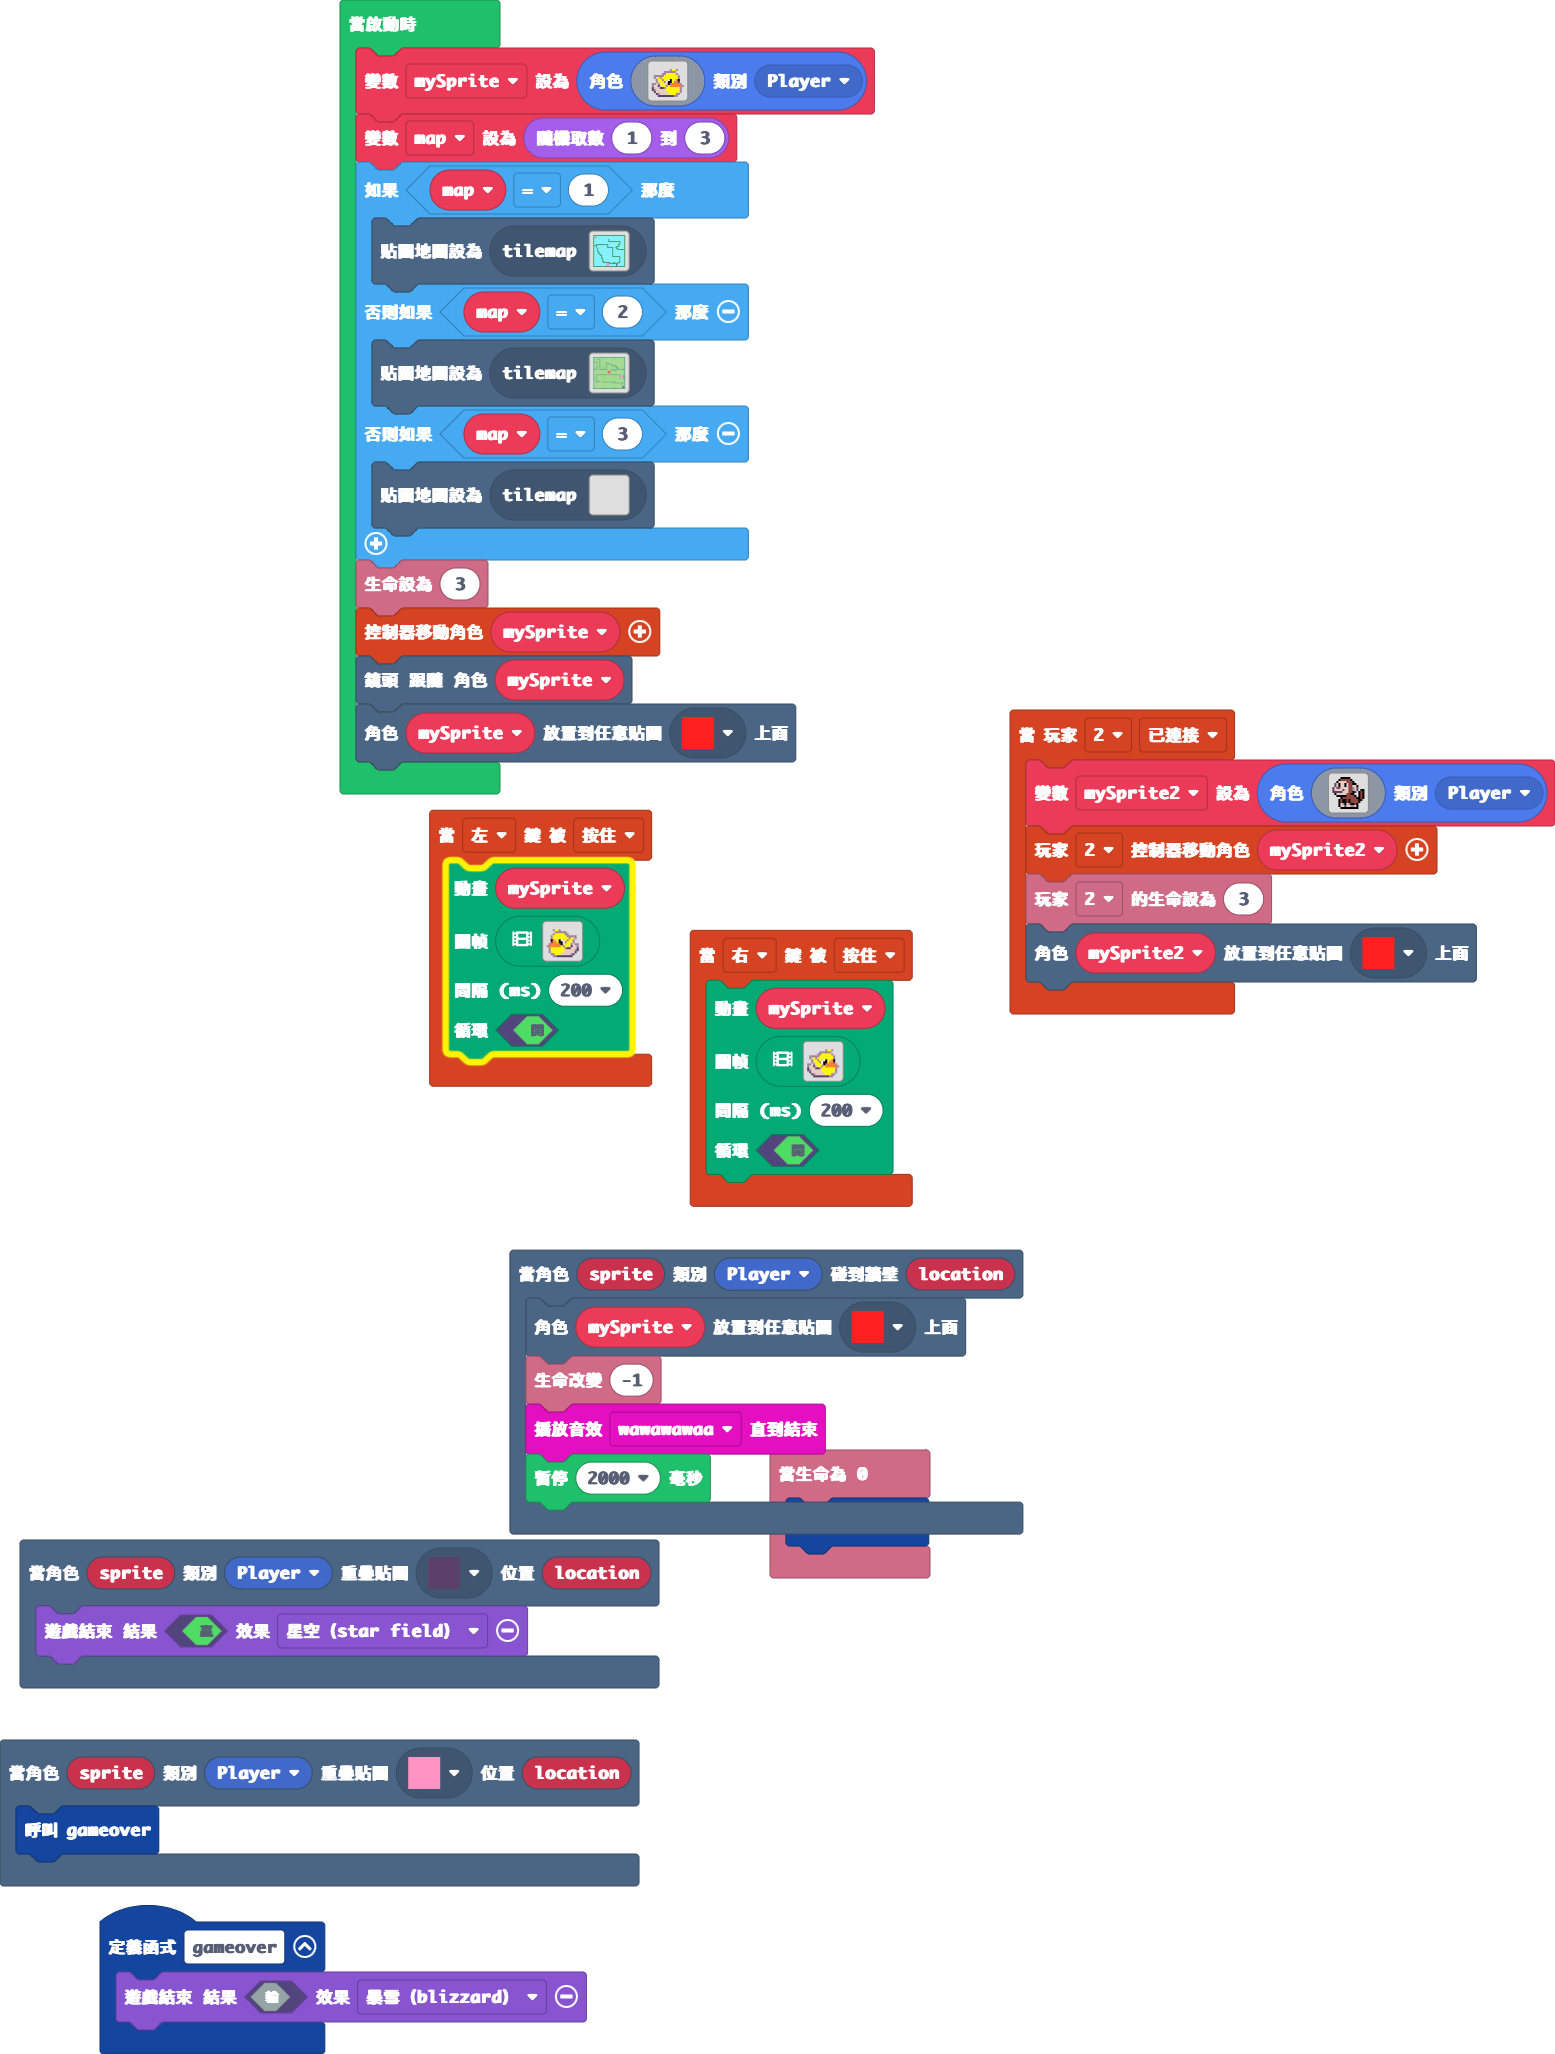 當啟動時
變數 mySprite 設為 角色 類別 Player
變數 map 設為 隨機取數 1 到 3
如果 map = 1 那麼
貼圖地圖設為 tilemap
否則如果 map = 2 那麼
貼圖地圖設為 tilemap
否則如果 map = 3 那麼
貼圖地圖設為 tilemap
生命設為 3
控制器移動角色 mySprite
鏡頭 跟隨 角色 mySprite
角色 mySprite 放置到任意貼圖 上面
當 玩家 2 已連接
變數 mySprite2 設為 角色 類別 Player
玩家 2 控制器移動角色 mySprite2
玩家 2 的生命設為 3
角色 mySprite2 放置到任意貼圖 上面
當 左 鍵 被 按住
動畫 mySprite
圖幀
間隔 (ms) 200
循環 開
當 右 鍵 被 按住
動畫 mySprite
圖幀
間隔 (ms) 200
循環 開
當角色 sprite 類別 Player 碰到牆壁 location
角色 mySprite 放置到任意貼圖 上面
生命改變 -1
播放音效 wawawawaa 直到結束
暫停 2000 毫秒
當生命為 0
當角色 sprite 類別 Player 重疊貼圖 位置 location
遊戲結束 結果 贏 效果 星空 (star field)
當角色 sprite 類別 Player 重疊貼圖 位置 location
呼叫 gameover
定義函式 gameover
遊戲結束 結果 輸 效果 暴雪 (blizzard)